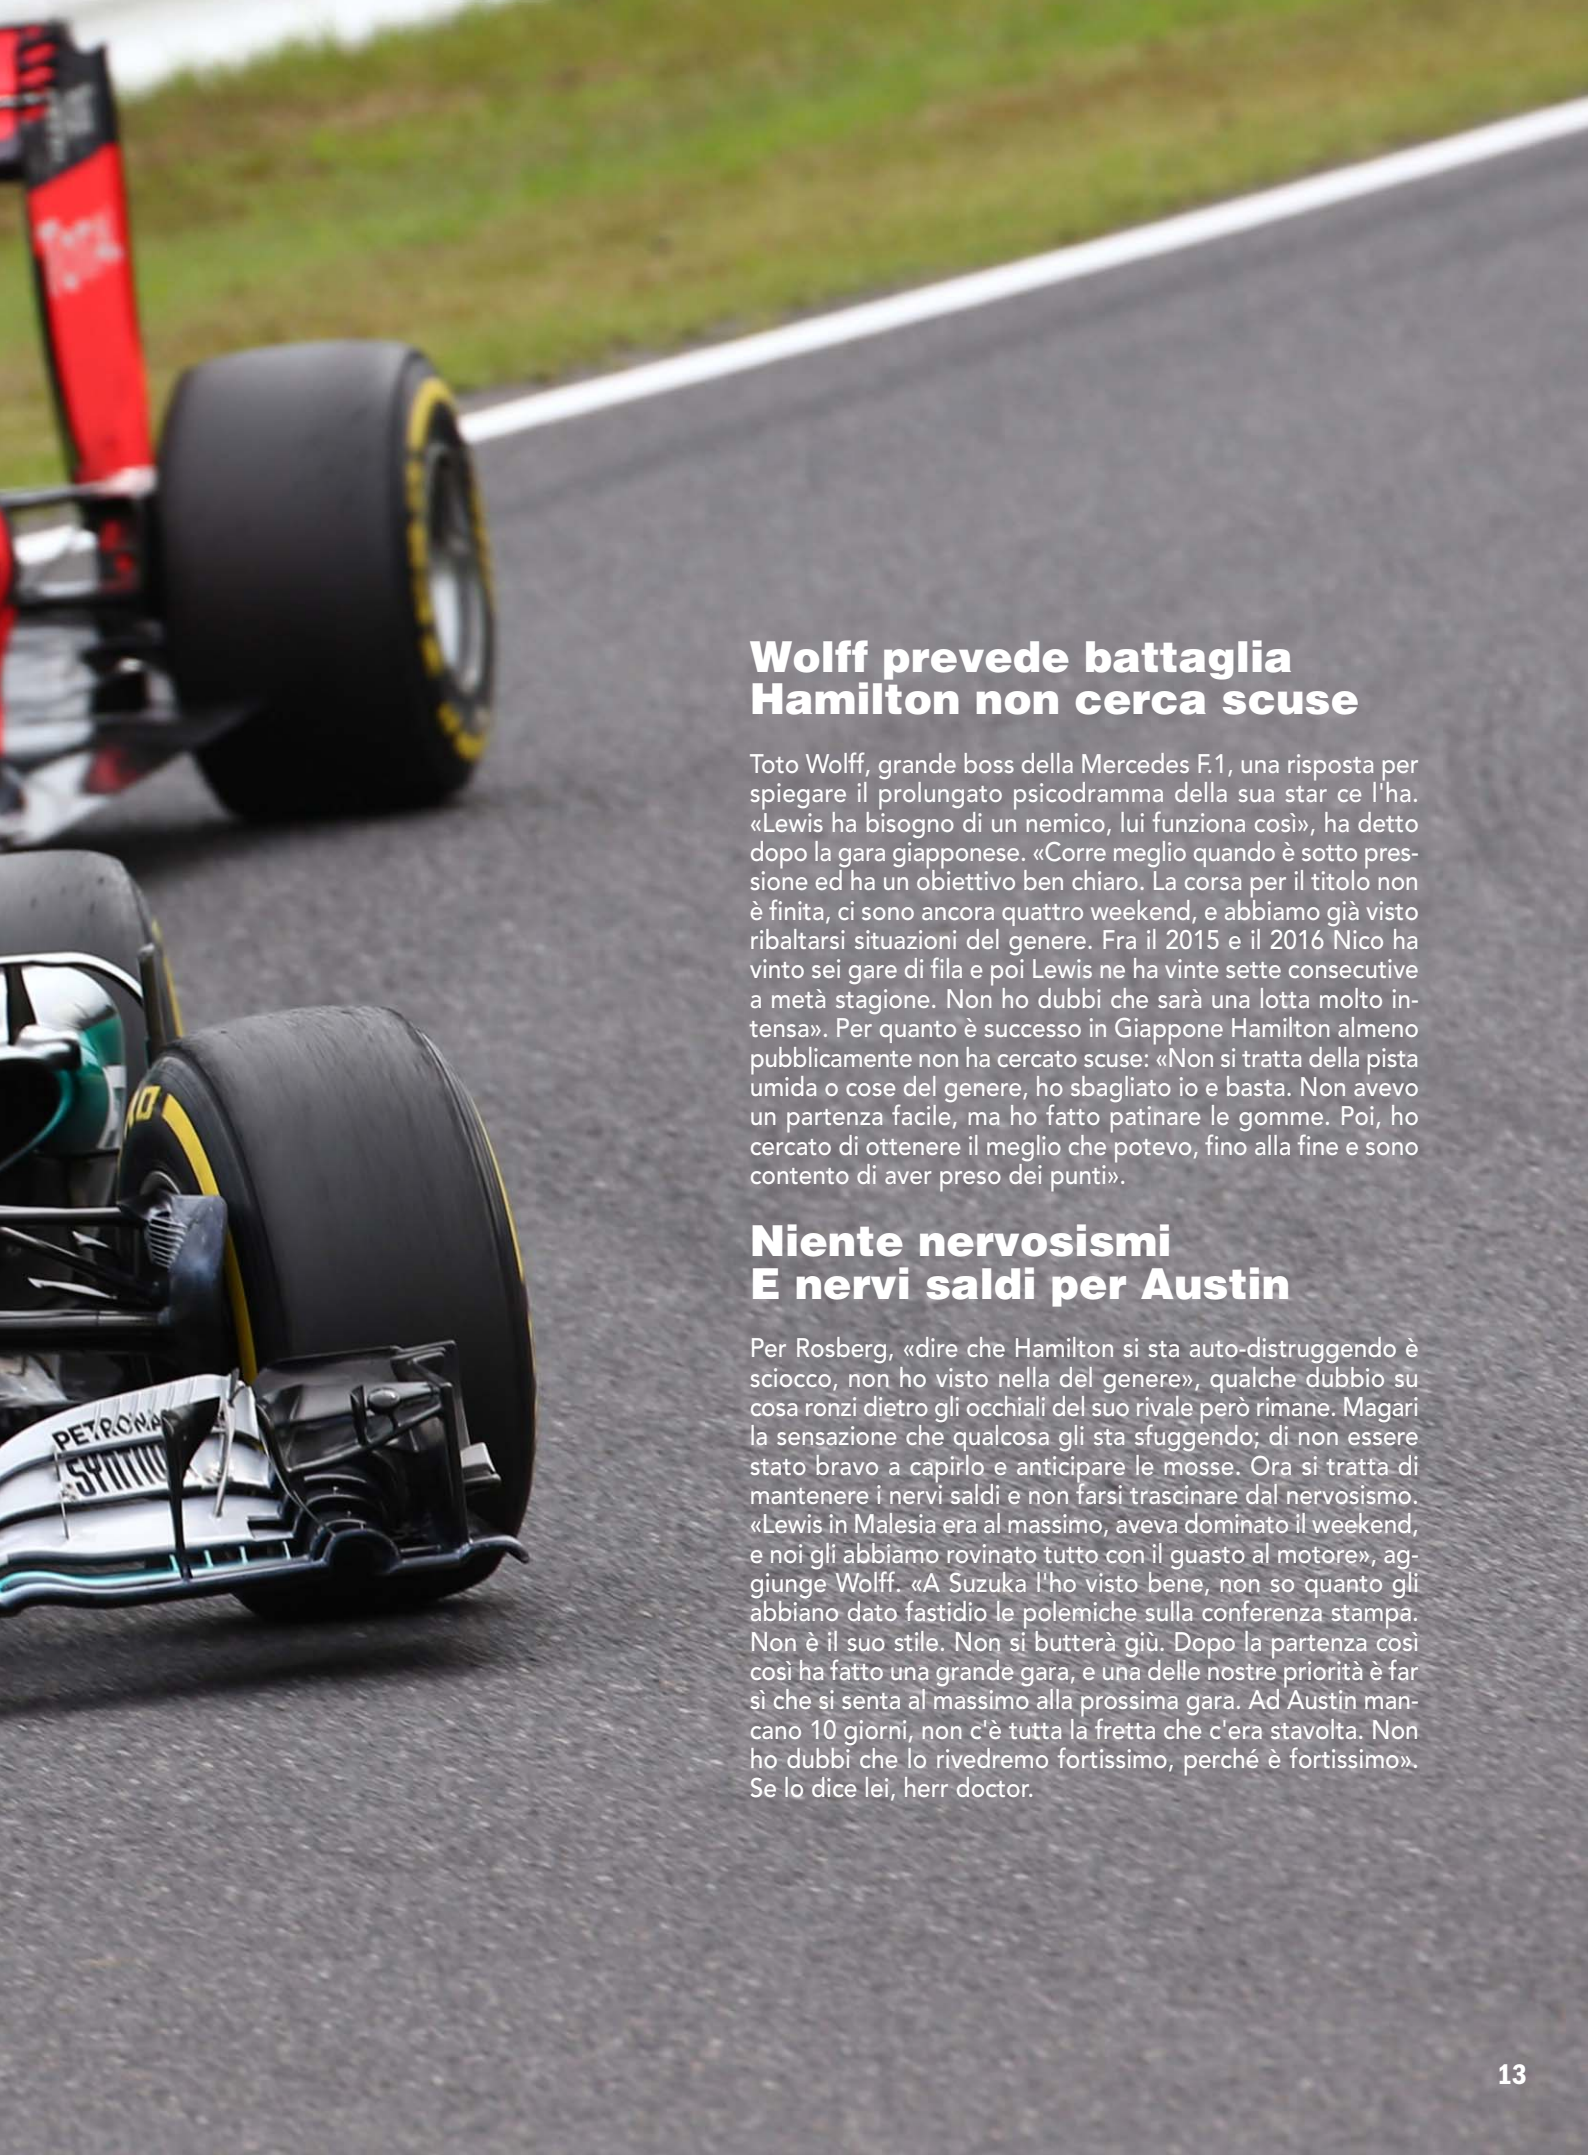 Wolff prevede battaglia
Hamilton non cerca scuse
Toto Wolff, grande boss della Mercedes F.1, una risposta per
spiegare il prolungato psicodramma della sua star ce l'ha.
«Lewis ha bisogno di un nemico, lui funziona così», ha detto
dopo la gara giapponese. «Corre meglio quando è sotto pres-
sione ed ha un obiettivo ben chiaro. La corsa per il titolo non
è finita, ci sono ancora quattro weekend, e abbiamo già visto
ribaltarsi situazioni del genere. Fra il 2015 e il 2016 Nico ha
vinto sei gare di fila e poi Lewis ne ha vinte sette consecutive
a metà stagione. Non ho dubbi che sarà una lotta molto in-
tensa». Per quanto è successo in Giappone Hamilton almeno
pubblicamente non ha cercato scuse: «Non si tratta della pista
umida o cose del genere, ho sbagliato io e basta. Non avevo
un partenza facile, ma ho fatto patinare le gomme. Poi, ho
cercato di ottenere il meglio che potevo, fino alla fine e sono
contento di aver preso dei punti».
Niente nervosismi
E nervi saldi per Austin
Per Rosberg, «dire che Hamilton si sta auto-distruggendo è
sciocco, non ho visto nella del genere», qualche dubbio su
cosa ronzi dietro gli occhiali del suo rivale però rimane. Magari
la sensazione che qualcosa gli sta sfuggendo; di non essere
stato bravo a capirlo e anticipare le mosse. Ora si tratta di
mantenere i nervi saldi e non farsi trascinare dal nervosismo.
«Lewis in Malesia era al massimo, aveva dominato il weekend,
e noi gli abbiamo rovinato tutto con il guasto al motore», ag-
giunge Wolff. «A Suzuka l'ho visto bene, non so quanto gli
abbiano dato fastidio le polemiche sulla conferenza stampa.
Non è il suo stile. Non si butterà giù. Dopo la partenza così
così ha fatto una grande gara, e una delle nostre priorità è far
sì che si senta al massimo alla prossima gara. Ad Austin man-
cano 10 giorni, non c'è tutta la fretta che c'era stavolta. Non
ho dubbi che lo rivedremo fortissimo, perché è fortissimo».
Se lo dice lei, herr doctor.
PETRONA
13